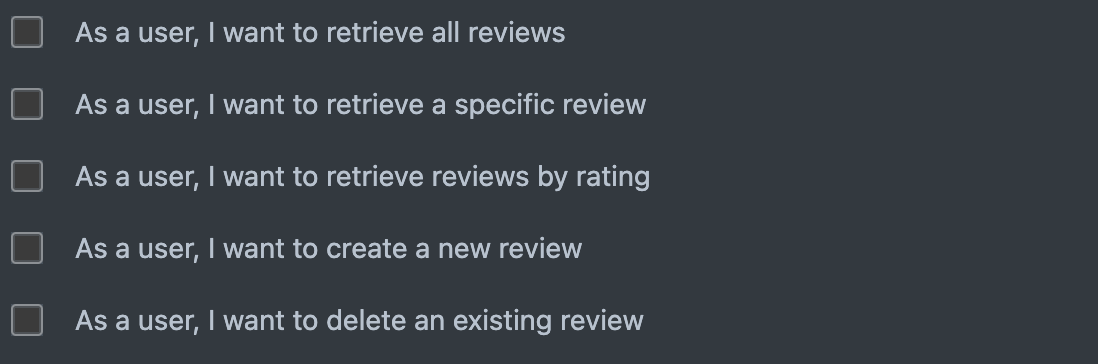 As a user, I want to retrieve all reviews
As a user, I want to retrieve a specific review
As a user, I want to retrieve reviews by rating
As a user, I want to create a new review
As a user, I want to delete an existing review